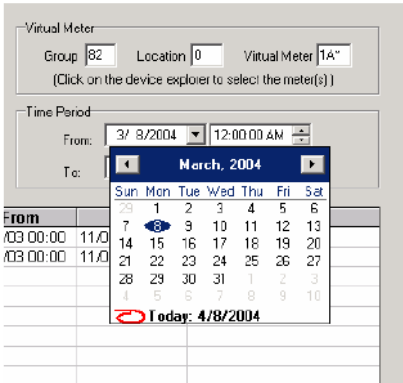 Virtual Meter
Group 82 Location 0 Virtual Meter 1A*
(Click on the device explorer to select the meter(s))
Time Period
From: 3/ 8/2004 12:00:00 AM
To:
March, 2004
Sun Mon Tue Wed Thu Fri Sat
29 1 2 3 4 5 6
7 8 9 10 11 12 13
14 15 16 17 18 19 20
21 22 23 24 25 26 27
28 29 30 31 1 2 3
4 5 6 7 8 9 10
Today: 4/8/2004
From
/03 00:00 11/0
/03 00:00 11/0